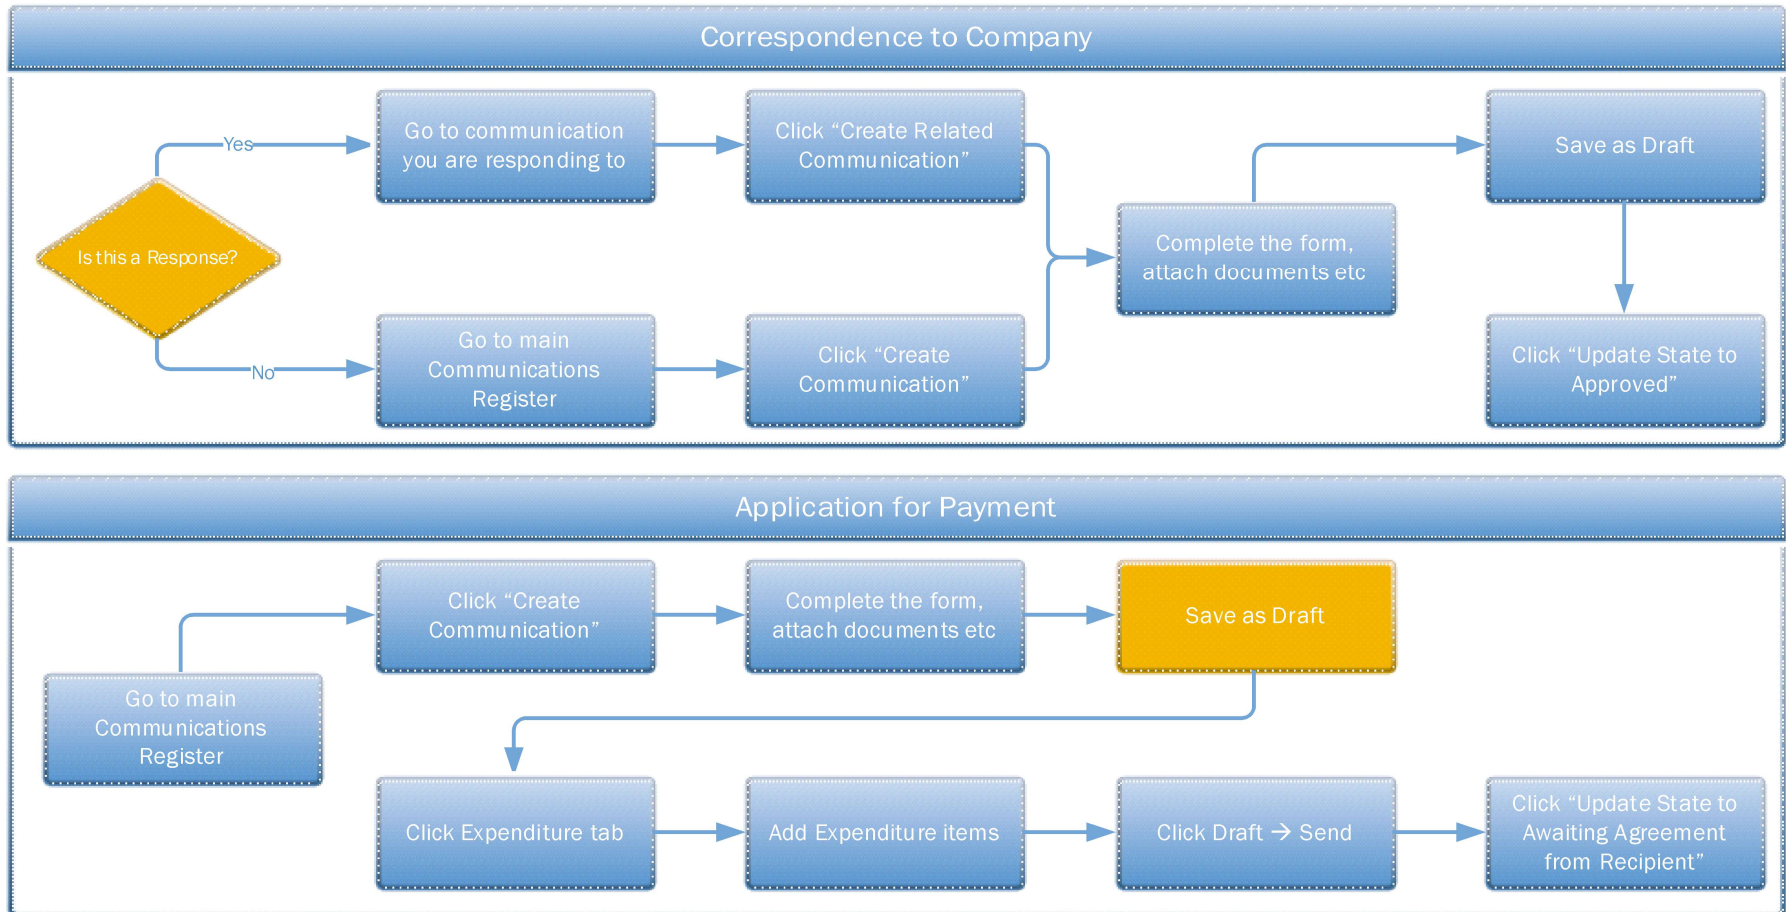 Correspondence to Company
Yes
Go to communication
you are responding to
Click “Create Related
Communication”
Save as Draft
Is this a Response?
Complete the form,
attach documents etc
No
Go to main
Communications
Register
Click “Create
Communication”
Click “Update State to
Approved”
Application for Payment
Click “Create
Communication”
Complete the form,
attach documents etc
Save as Draft
Go to main
Communications
Register
Click Expenditure tab
Add Expenditure items
Click Draft → Send
Click “Update State to
Awaiting Agreement
from Recipient”